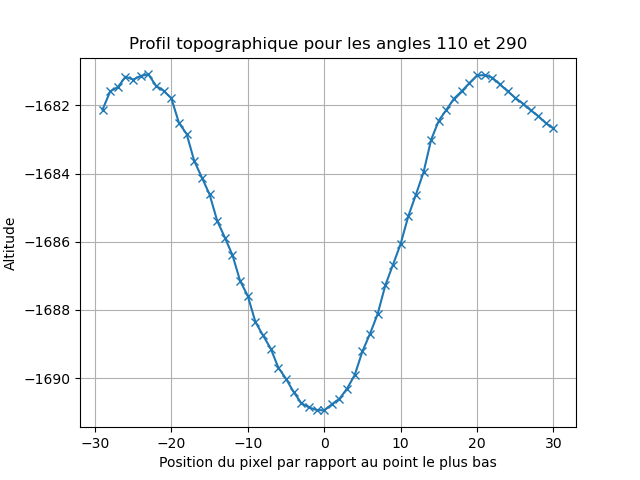 Profil topographique pour les angles 110 et 290
Altitude
−1682
−1684
−1686
−1688
−1690
−30 −20 −10 0 10 20 30
Position du pixel par rapport au point le plus bas